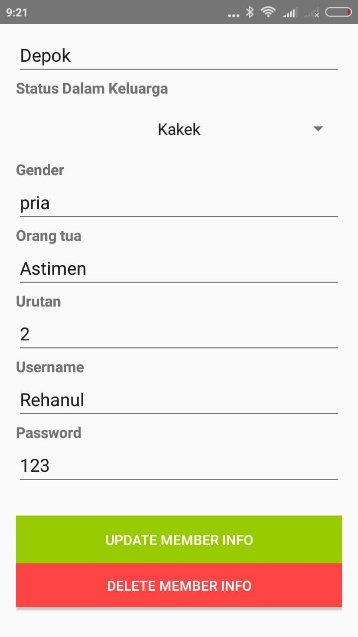 9:21
Depok
Status Dalam Keluarga
Kakek
Gender
pria
Orang tua
Astimen
Urutan
2
Username
Rehanul
Password
123
UPDATE MEMBER INFO
DELETE MEMBER INFO